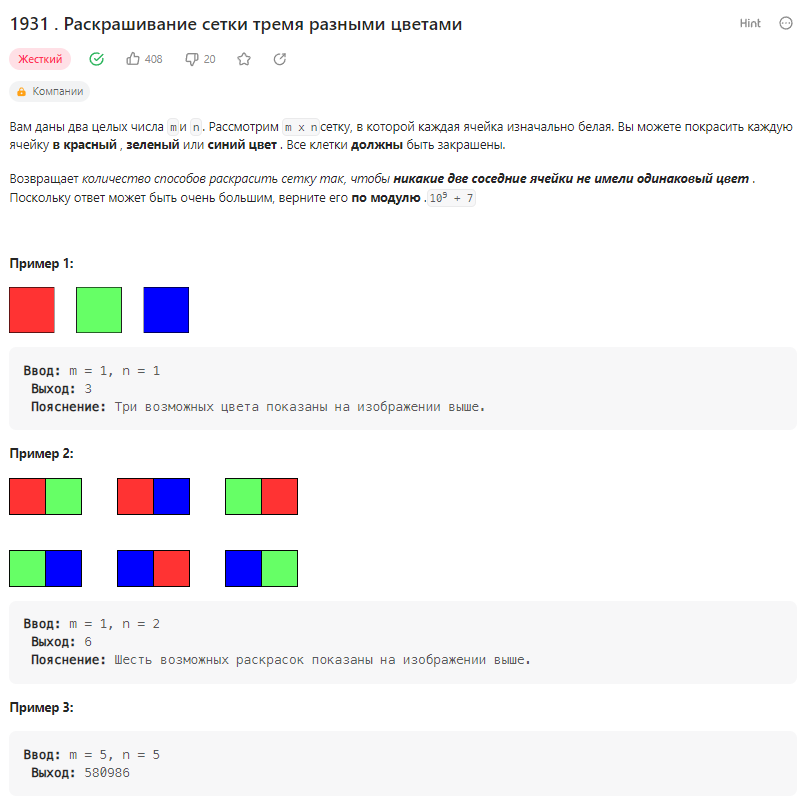 1931 . Раскрашивание сетки тремя разными цветами
Hint
Жесткий 408 20
Компании
Вам даны два целых числа m и n . Рассмотрим m x n сетку, в которой каждая ячейка изначально белая. Вы можете покрасить каждую
ячейку в красный , зеленый или синий цвет . Все клетки должны быть закрашены.
Возвращает количество способов раскрасить сетку так, чтобы никакие две соседние ячейки не имели одинаковый цвет .
Поскольку ответ может быть очень большим, верните его по модулю . 10⁹ + 7
Пример 1:
Ввод: m = 1, n = 1
Выход: 3
Пояснение: Три возможных цвета показаны на изображении выше.
Пример 2:
Ввод: m = 1, n = 2
Выход: 6
Пояснение: Шесть возможных раскрасок показаны на изображении выше.
Пример 3:
Ввод: m = 5, n = 5
Выход: 580986